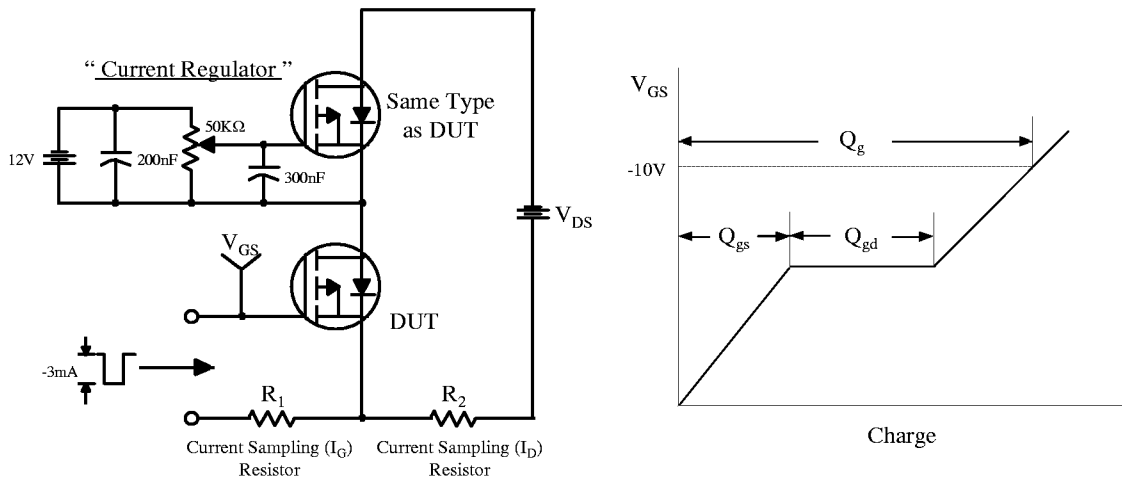 “ Current Regulator ”
Same Type
as DUT
50KΩ
12V
200nF
300nF
V_DS
V_GS
DUT
-3mA
R_1
R_2
Current Sampling (I_G)
Resistor
Current Sampling (I_D)
Resistor
V_GS
Q_g
-10V
Q_gs
Q_gd
Charge